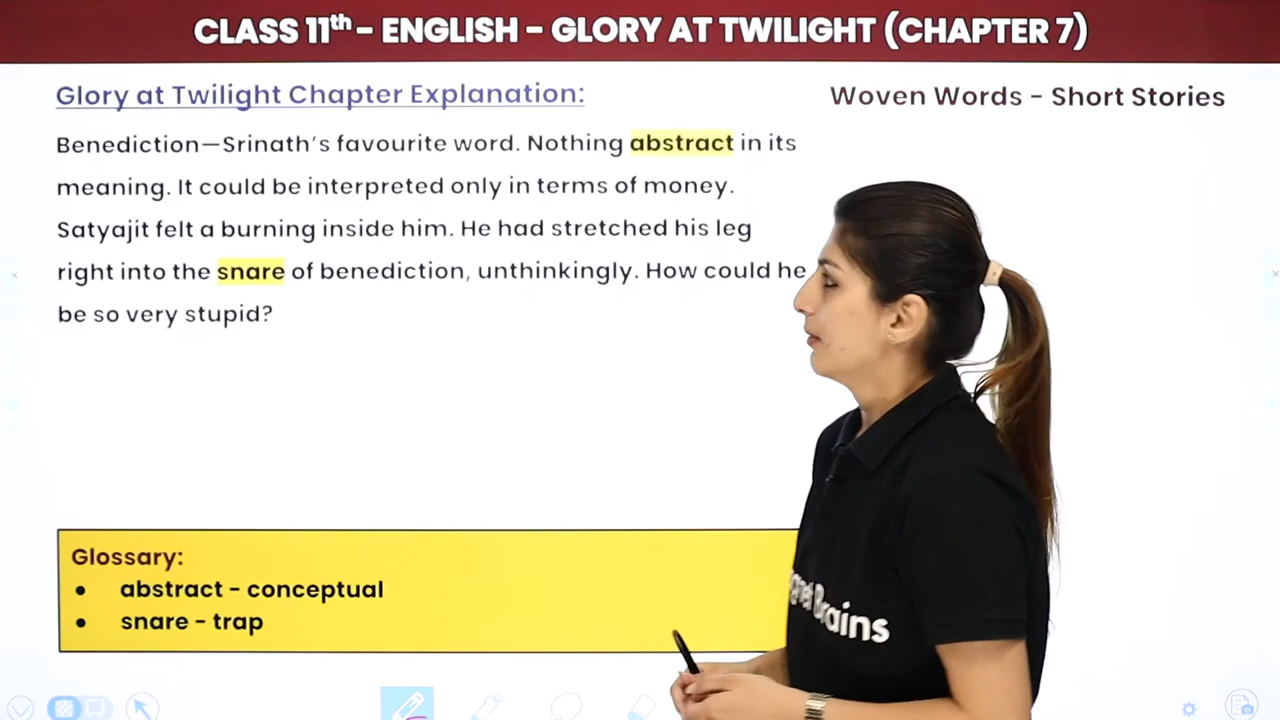 CLASS 11th - ENGLISH - GLORY AT TWILIGHT (CHAPTER 7)
Glory at Twilight Chapter Explanation:
Woven Words - Short Stories
Benediction—Srinath's favourite word. Nothing abstract in its
meaning. It could be interpreted only in terms of money.
Satyajit felt a burning inside him. He had stretched his leg
right into the snare of benediction, unthinkingly. How could he
be so very stupid?
Glossary:
• abstract - conceptual
• snare - trap
Brains